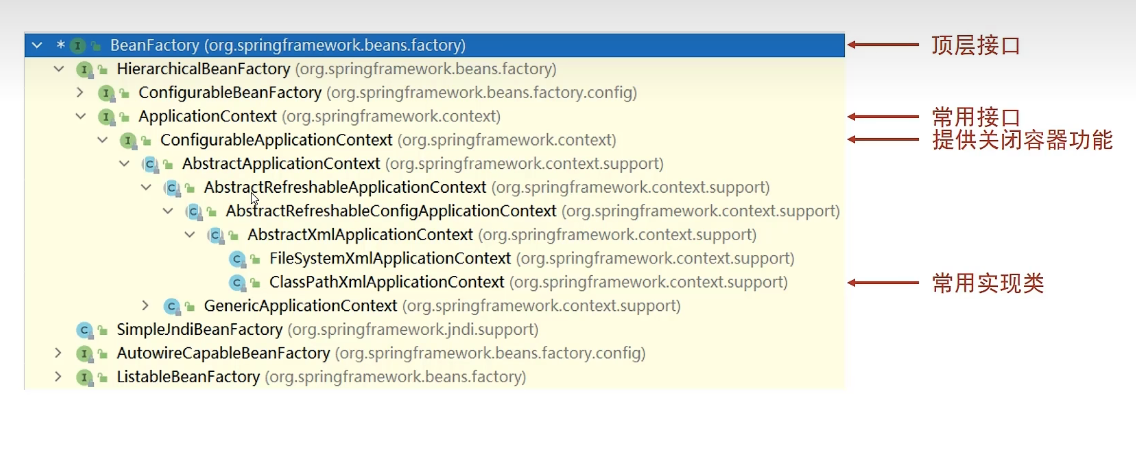 BeanFactory (org.springframework.beans.factory) 顶层接口
HierarchicalBeanFactory (org.springframework.beans.factory)
ConfigurableBeanFactory (org.springframework.beans.factory.config)
ApplicationContext (org.springframework.context) 常用接口
ConfigurableApplicationContext (org.springframework.context) 提供关闭容器功能
AbstractApplicationContext (org.springframework.context.support)
AbstractRefreshableApplicationContext (org.springframework.context.support)
AbstractRefreshableConfigApplicationContext (org.springframework.context.support)
AbstractXmlApplicationContext (org.springframework.context.support)
FileSystemXmlApplicationContext (org.springframework.context.support)
ClassPathXmlApplicationContext (org.springframework.context.support) 常用实现类
GenericApplicationContext (org.springframework.context.support)
SimpleJndiBeanFactory (org.springframework.jndi.support)
AutowireCapableBeanFactory (org.springframework.beans.factory.config)
ListableBeanFactory (org.springframework.beans.factory)